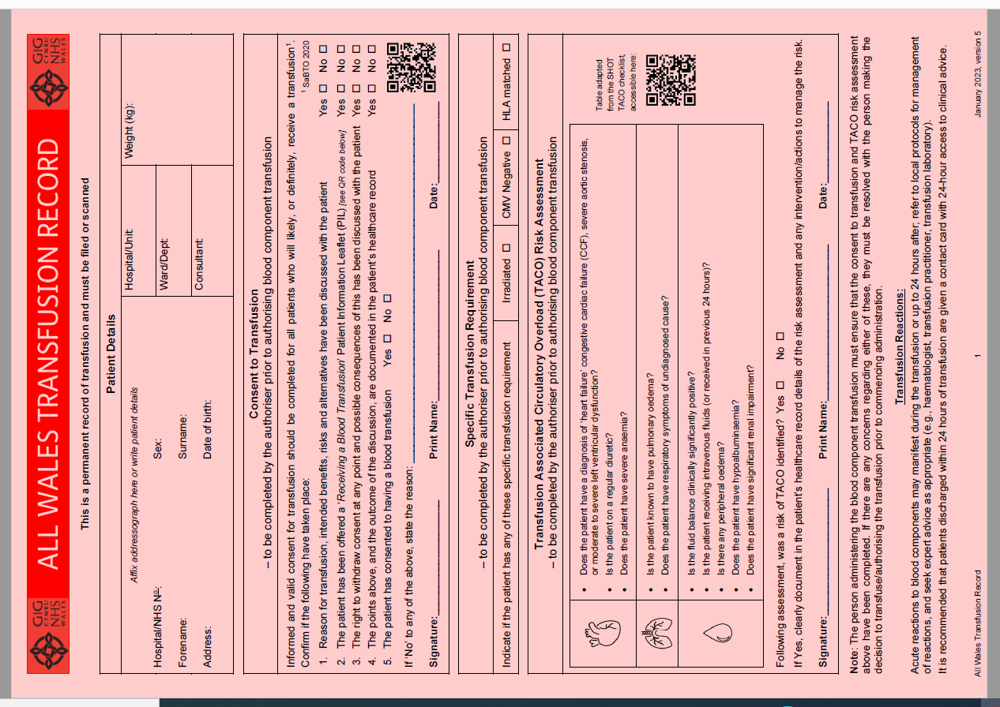 GIG
CYMRU
NHS
WALES
ALL WALES TRANSFUSION RECORD
GIG
CYMRU
NHS
WALES
This is a permanent record of transfusion and must be filed or scanned
Patient Details
Affix addressograph here or write patient details
Hospital/NHS No:
Sex:
Forename:
Surname:
Address:
Date of birth:
Hospital/Unit:
Weight (kg):
Ward/Dept:
Consultant:
Consent to Transfusion
– to be completed by the authoriser prior to authorising blood component transfusion
Informed and valid consent for transfusion should be completed for all patients who will likely, or definitely, receive a transfusion¹.
Confirm if the following have taken place:
¹ SaBTO 2020
1. Reason for transfusion, intended benefits, risks and alternatives have been discussed with the patient Yes □ No □
2. The patient has been offered a 'Receiving a Blood Transfusion' Patient Information Leaflet (PIL) [see QR code below] Yes □ No □
3. The right to withdraw consent at any point and possible consequences of this has been discussed with the patient Yes □ No □
4. The points above, and the outcome of the discussion, are documented in the patient's healthcare record Yes □ No □
5. The patient has consented to having a blood transfusion Yes □ No □
If 'No' to any of the above, state the reason:
Signature: Print Name: Date:
Specific Transfusion Requirement
– to be completed by the authoriser prior to authorising blood component transfusion
Indicate if the patient has any of these specific transfusion requirement
Irradiated □
CMV Negative □
HLA matched □
Transfusion Associated Circulatory Overload (TACO) Risk Assessment
– to be completed by the authoriser prior to authorising blood component transfusion
• Does the patient have a diagnosis of 'heart failure' congestive cardiac failure (CCF), severe aortic stenosis,
or moderate to severe left ventricular dysfunction?
• Is the patient on a regular diuretic?
• Does the patient have severe anaemia?
• Is the patient known to have pulmonary oedema?
• Does the patient have respiratory symptoms of undiagnosed cause?
• Is the fluid balance clinically significantly positive?
• Is the patient receiving intravenous fluids (or received in previous 24 hours)?
• Is there any peripheral oedema?
• Does the patient have hypoalbuminaemia?
• Does the patient have significant renal impairment?
Table adapted
from the SHOT
TACO checklist,
accessible here:
Following assessment, was a risk of TACO identified? Yes □ No □
If Yes, clearly document in the patient's healthcare record details of the risk assessment and any intervention/actions to manage the risk.
Signature: Print Name: Date:
Note: The person administering the blood component transfusion must ensure that the consent to transfusion and TACO risk assessment
above have been completed. If there are any concerns regarding either of these, they must be resolved with the person making the
decision to transfuse/authorising the transfusion prior to commencing administration.
Transfusion Reactions:
Acute reactions to blood components may manifest during the transfusion or up to 24 hours after; refer to local protocols for management
of reactions, and seek expert advice as appropriate (e.g., haematologist, transfusion practitioner, transfusion laboratory).
It is recommended that patients discharged within 24 hours of transfusion are given a contact card with 24-hour access to clinical advice.
All Wales Transfusion Record
1
January 2023, version 5